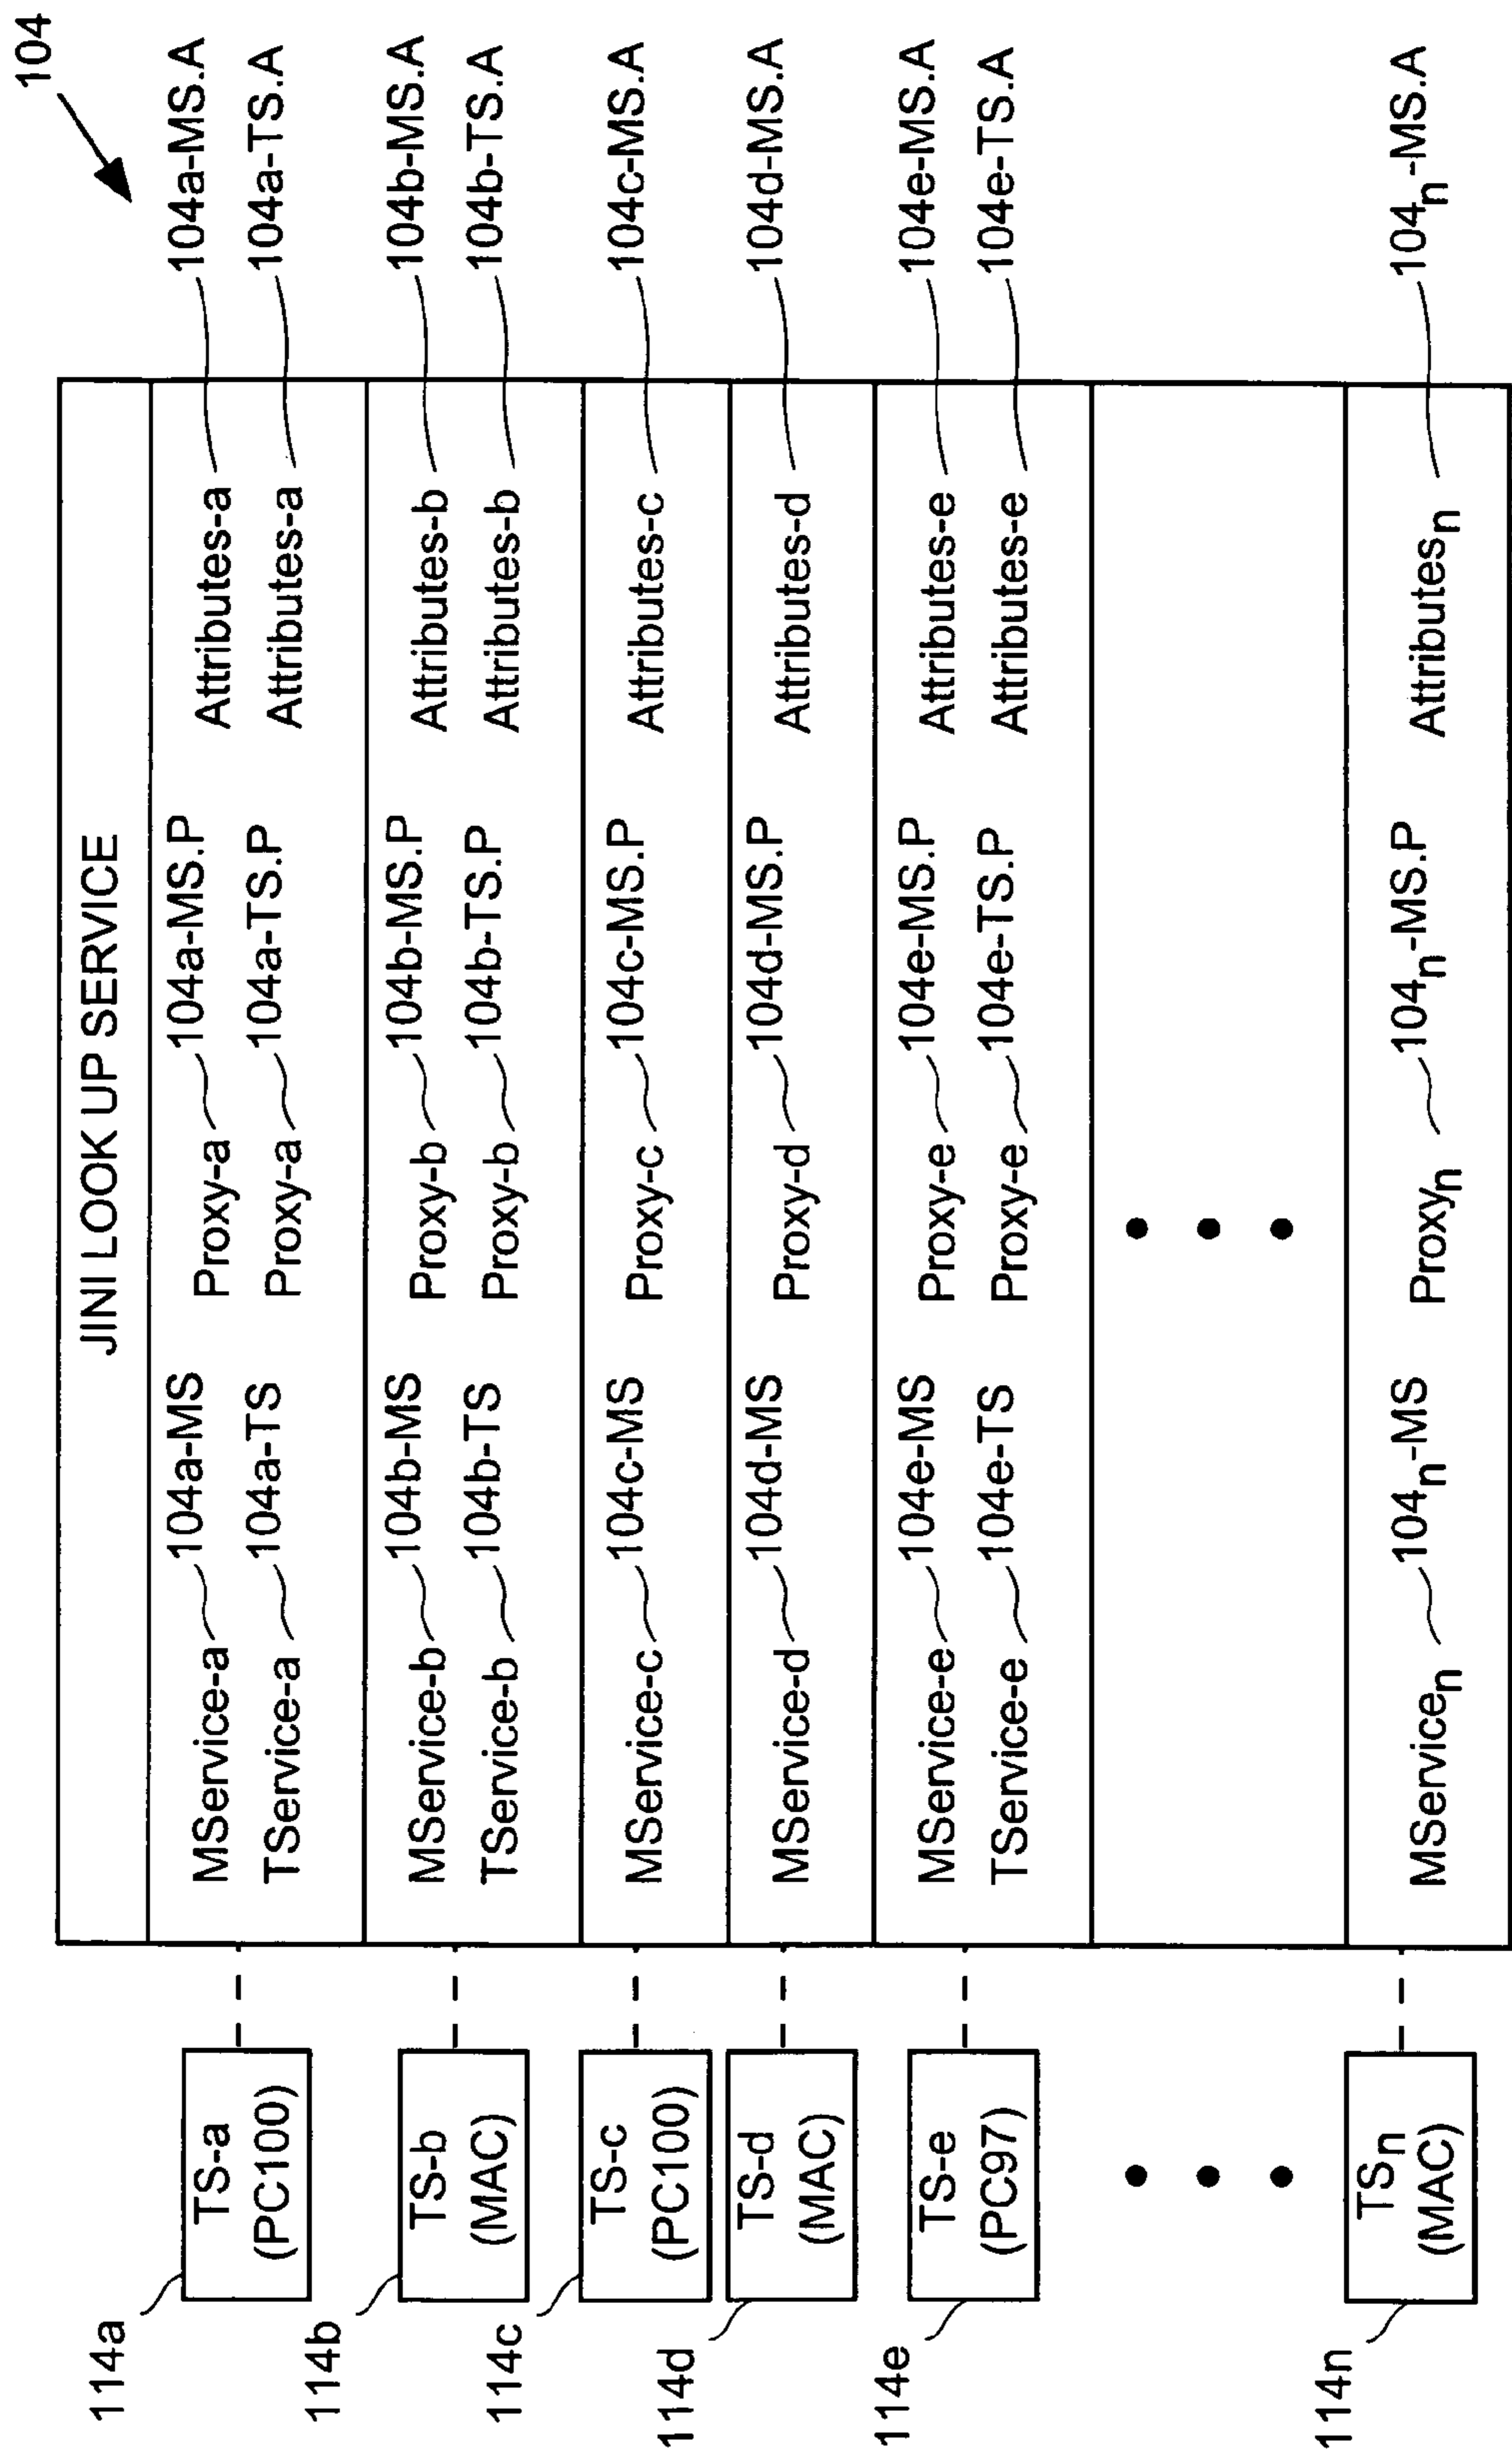 104
JINI LOOK UP SERVICE
114a
TS-a
(PC100)
MService-a 104a-MS Proxy-a 104a-MS.P Attributes-a 104a-MS.A
TService-a 104a-TS Proxy-a 104a-TS.P Attributes-a 104a-TS.A
114b
TS-b
(MAC)
MService-b 104b-MS Proxy-b 104b-MS.P Attributes-b 104b-MS.A
TService-b 104b-TS Proxy-b 104b-TS.P Attributes-b 104b-TS.A
114c
TS-c
(PC100)
MService-c 104c-MS Proxy-c 104c-MS.P Attributes-c 104c-MS.A
114d
TS-d
(MAC)
MService-d 104d-MS Proxy-d 104d-MS.P Attributes-d 104d-MS.A
114e
TS-e
(PC97)
MService-e 104e-MS Proxy-e 104e-MS.P Attributes-e 104e-MS.A
TService-e 104e-TS Proxy-e 104e-TS.P Attributes-e 104e-TS.A
114n
TSn
(MAC)
MServicen 104n-MS Proxyn 104n-MS.P Attributesn 104n-MS.A